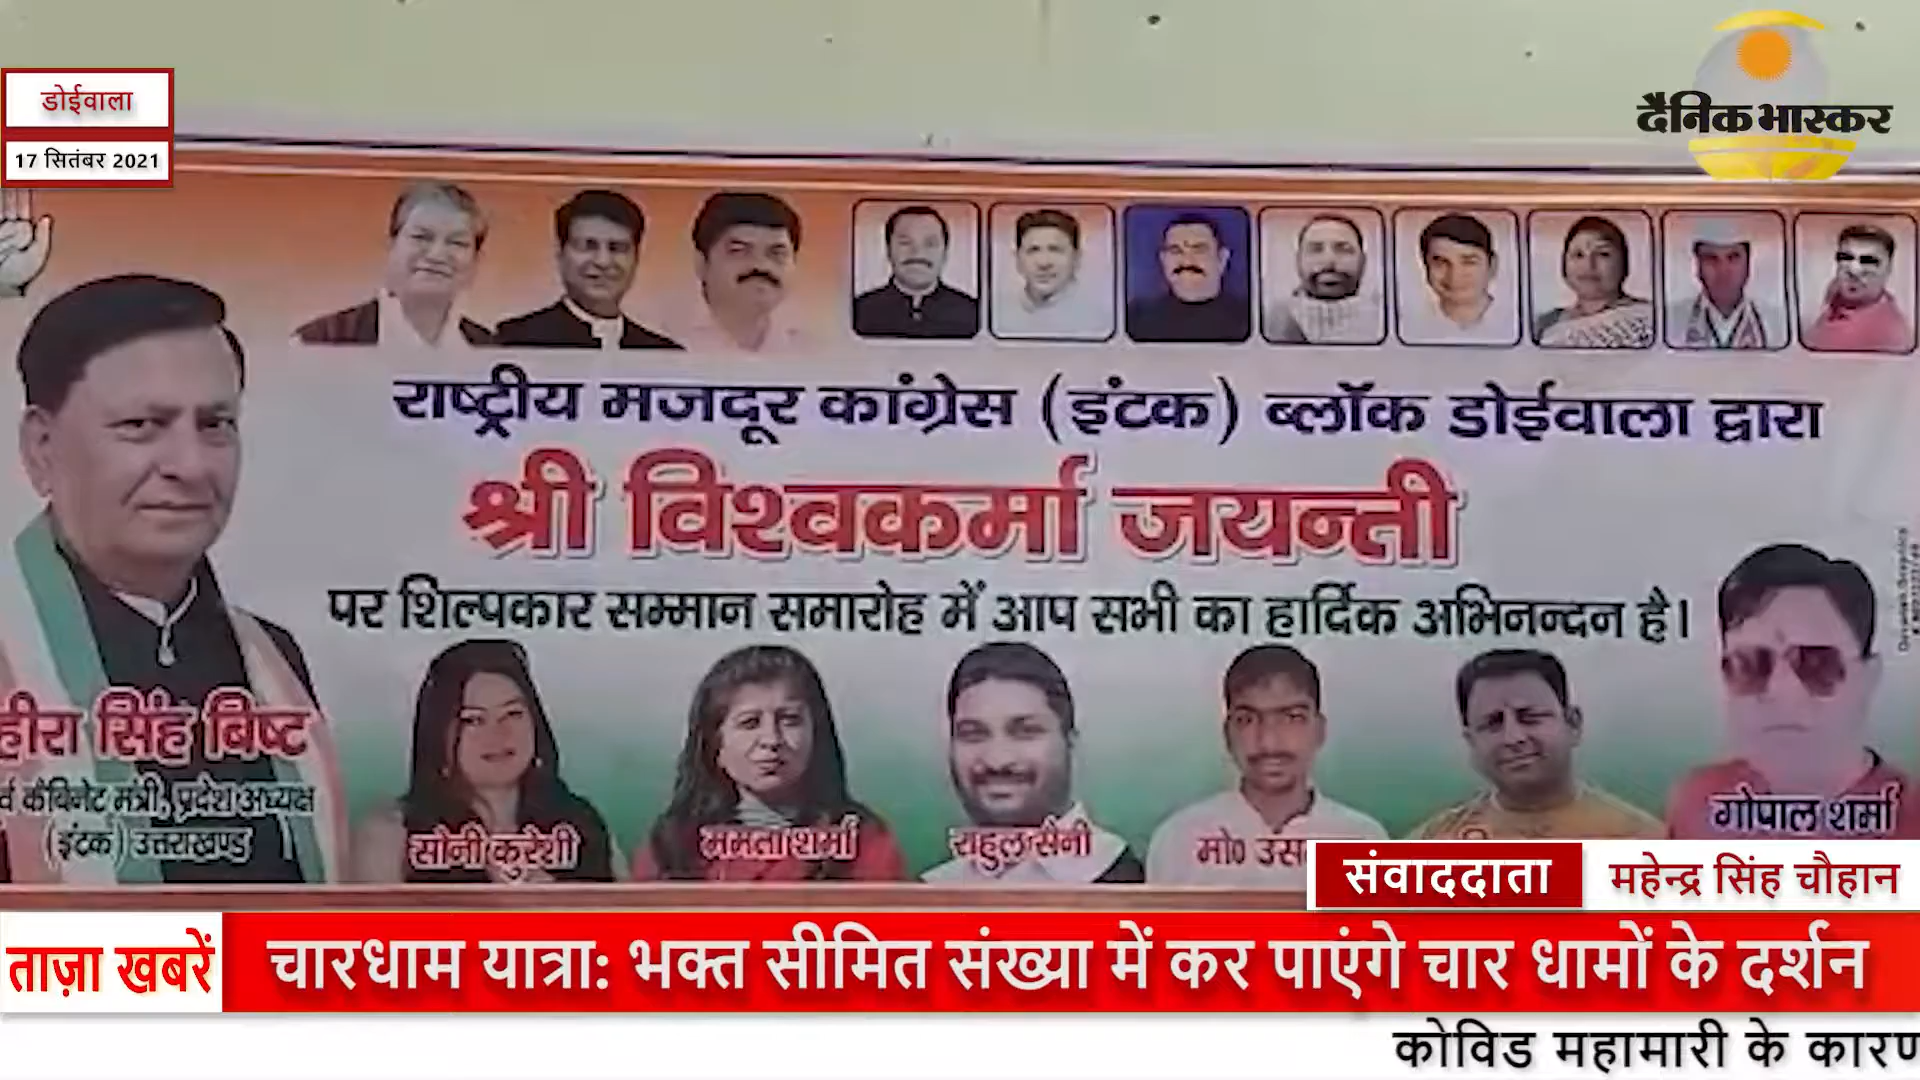 डोईवाला
17 सितंबर 2021
दैनिक भास्कर
राष्ट्रीय मजदूर कांग्रेस (इंटक) ब्लॉक डोईवाला द्वारा
श्री विश्वकर्मा जयन्ती
पर शिल्पकार सम्मान समारोह में आप सभी का हार्दिक अभिनन्दन है।
हीरा सिंह बिष्ट
कैबिनेट मंत्री, प्रदेश अध्यक्ष
(इंटक) उत्तराखण्ड
सोनी कुरेशी
ममता शर्मा
राहुल सैनी
मो०
गोपाल शर्मा
संवाददाता
महेन्द्र सिंह चौहान
ताज़ा खबरें
चारधाम यात्रा: भक्त सीमित संख्या में कर पाएंगे चार धामों के दर्शन
कोविड महामारी के कारण